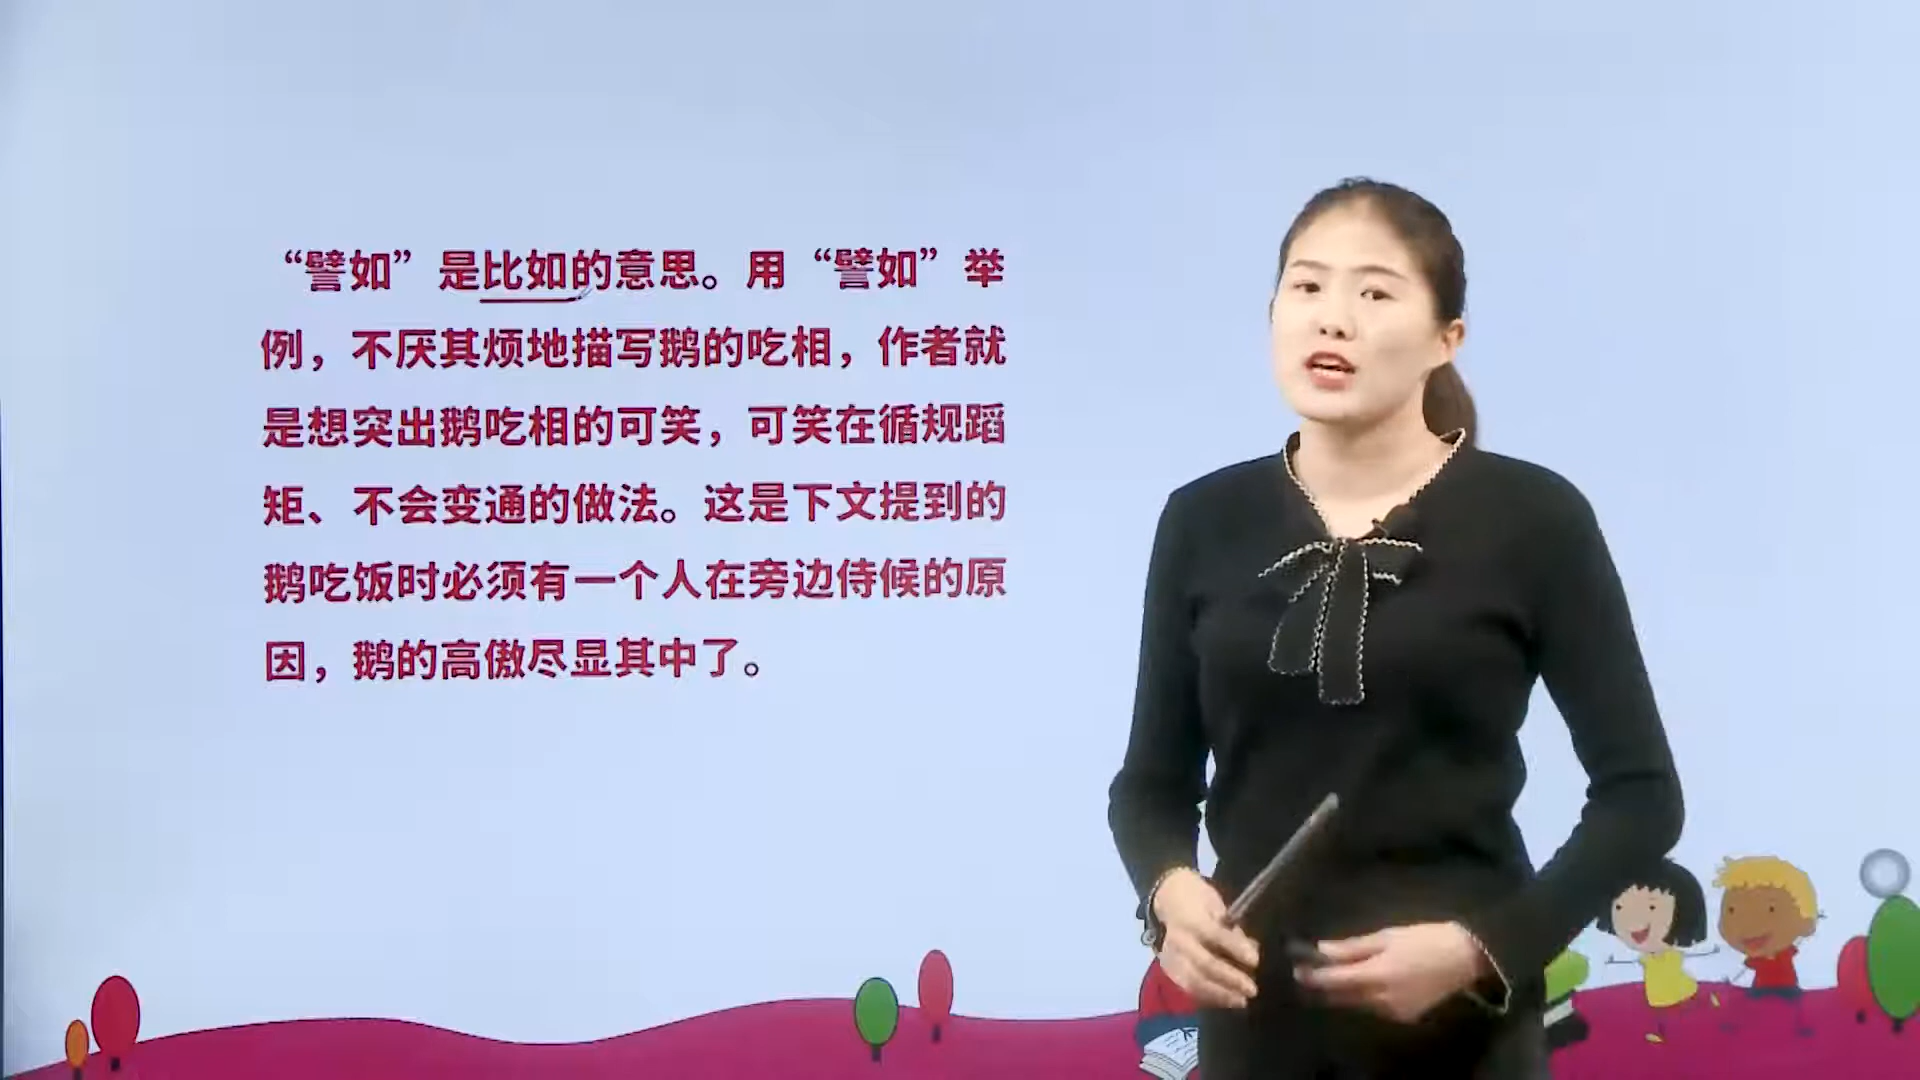 “譬如”是比如的意思。用“譬如”举
例，不厌其烦地描写鹅的吃相，作者就
是想突出鹅吃相的可笑，可笑在循规蹈
矩、不会变通的做法。这是下文提到的
鹅吃饭时必须有一个人在旁边侍候的原
因，鹅的高傲尽显其中了。